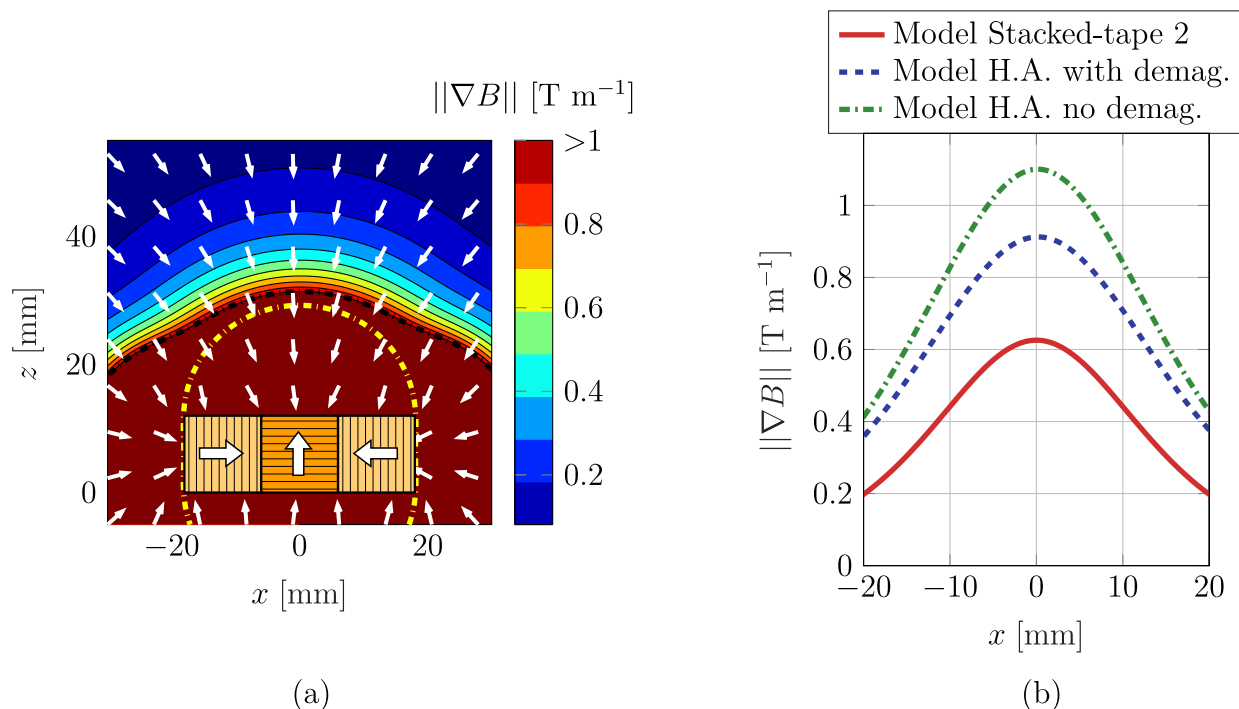 ||∇B|| [T m⁻¹]
>1
0.8
0.6
0.4
0.2
40
20
0
z [mm]
−20 0 20
x [mm]
(a)
Model Stacked-tape 2
Model H.A. with demag.
Model H.A. no demag.
1
0.8
0.6
0.4
0.2
0
||∇B|| [T m⁻¹]
−20 −10 0 10 20
x [mm]
(b)